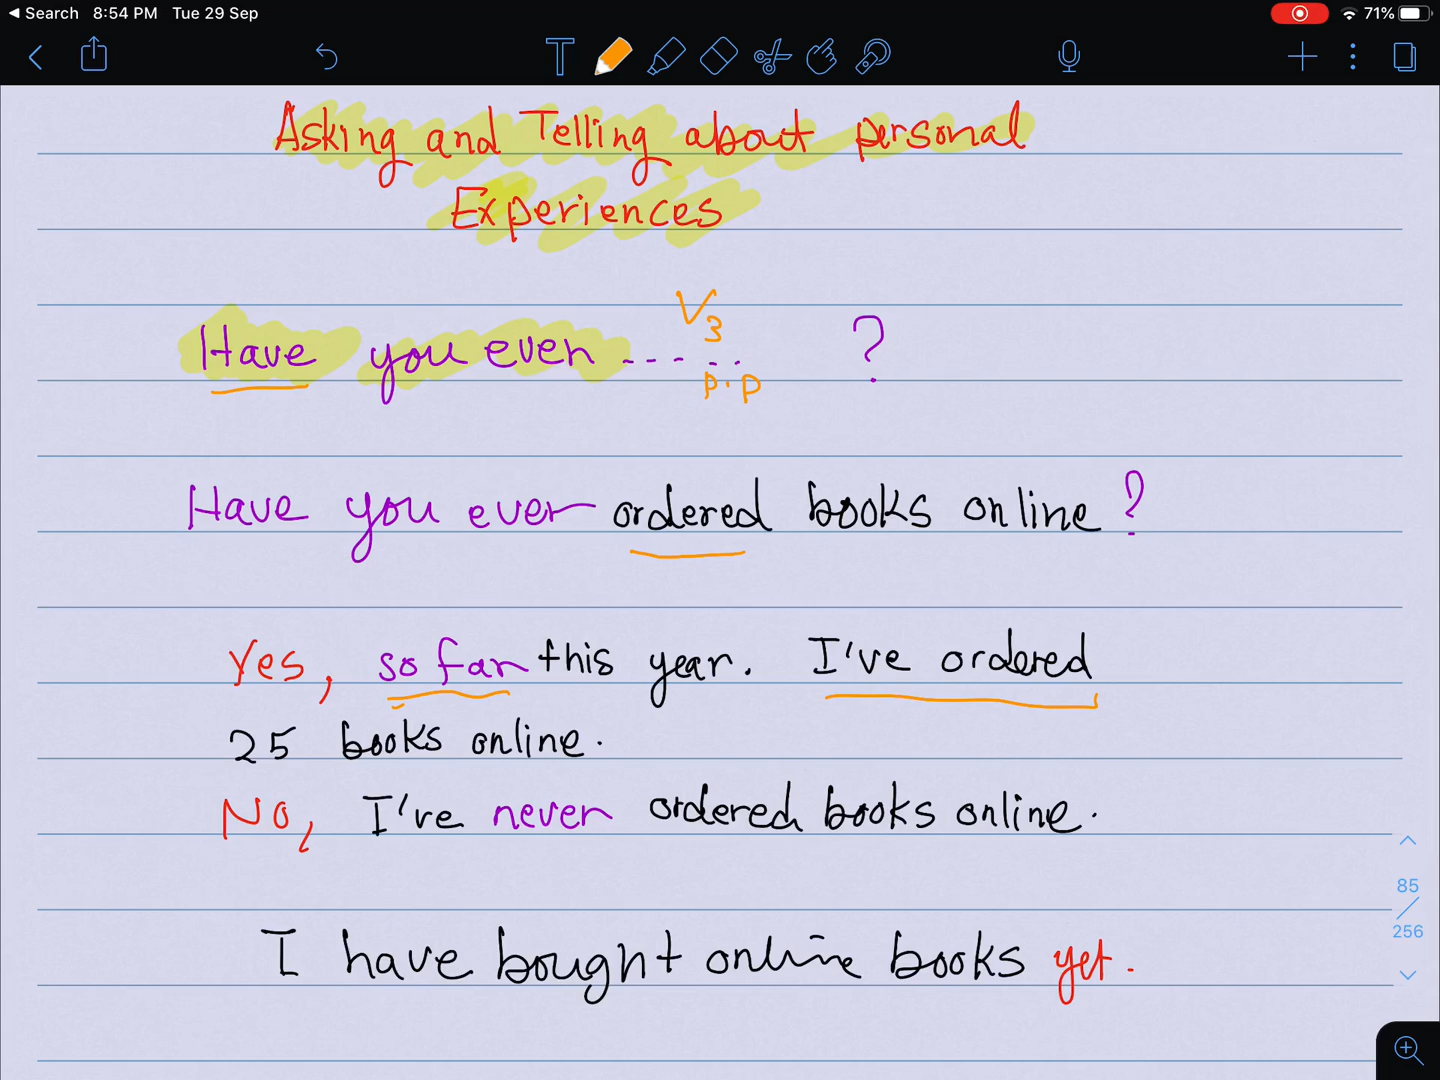 Search 8:54 PM Tue 29 Sep 71%
T
Asking and Telling about personal
Experiences
V3
Have you ever ------ ?
p.p
Have you ever ordered books online?
Yes, so far this year. I've ordered
25 books online.
No, I've never ordered books online.
85
256
I have bought online books yet.